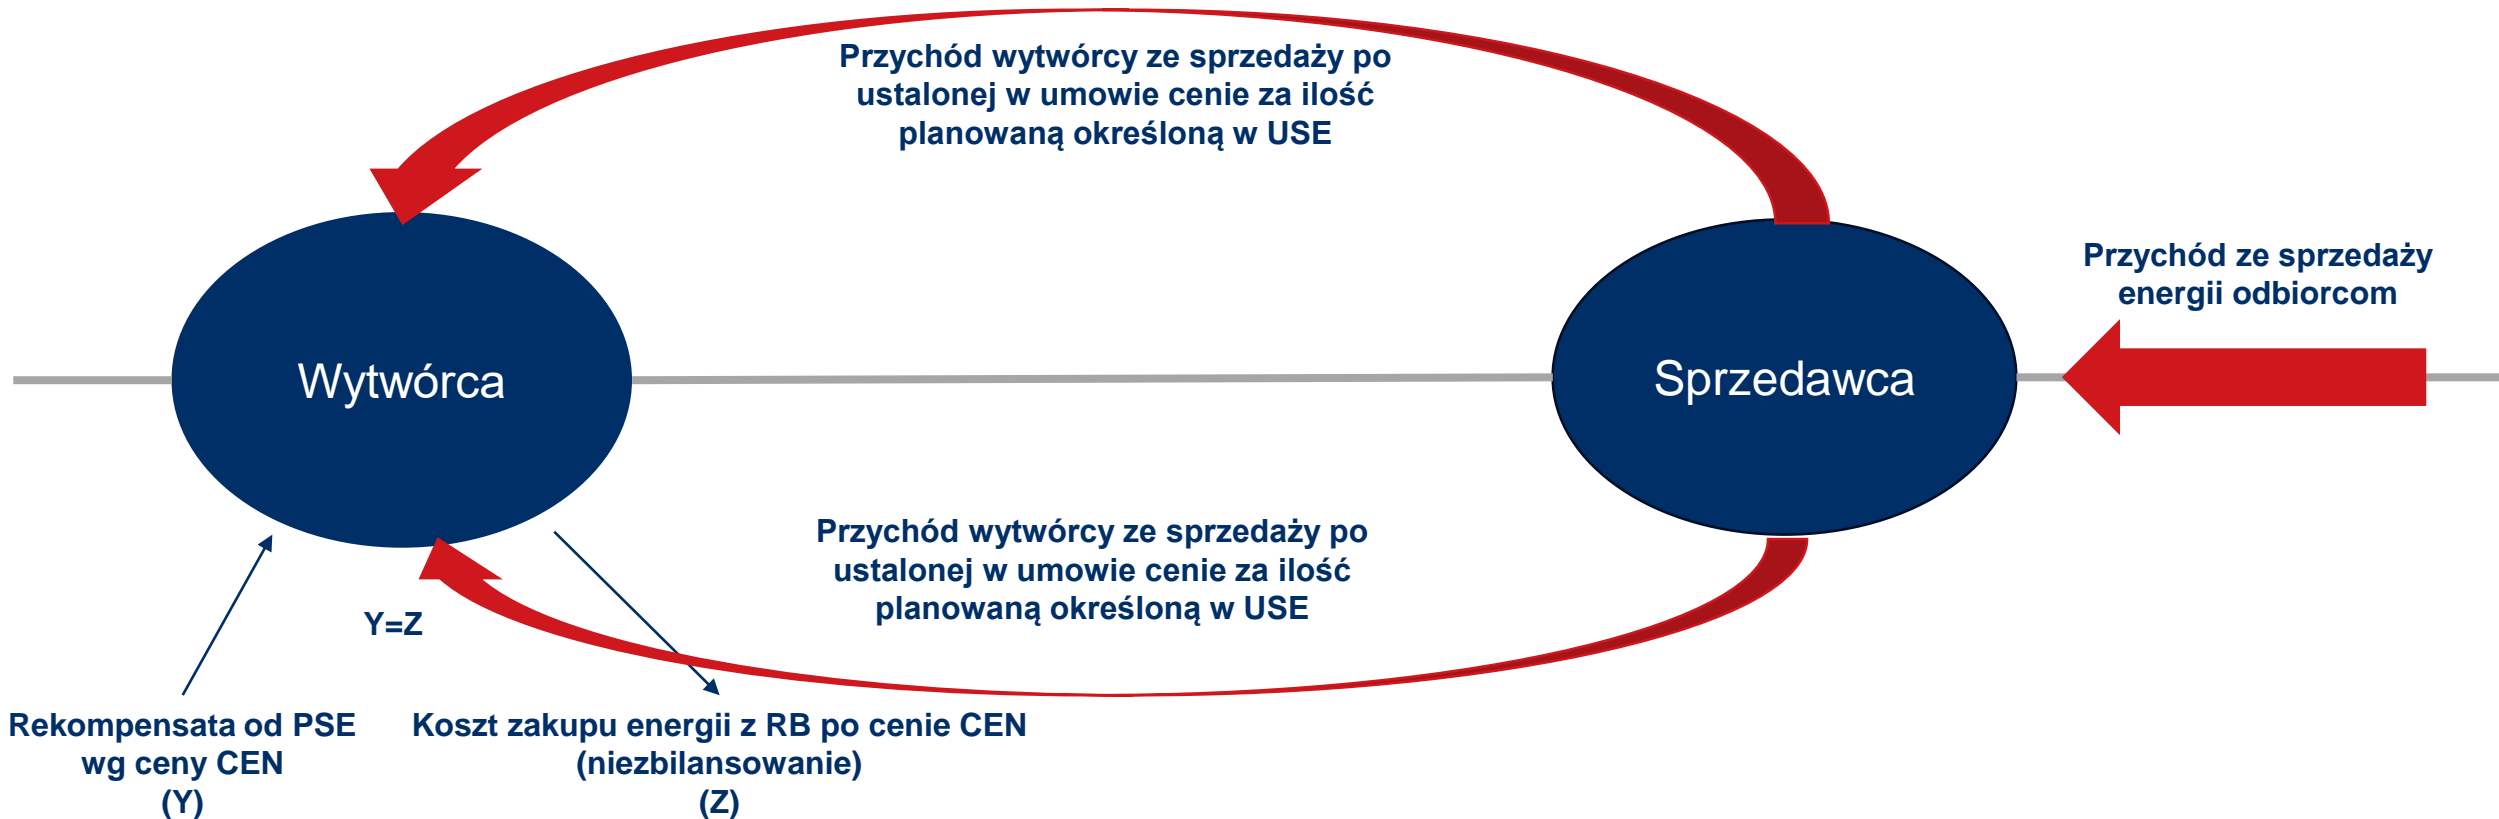 Przychód wytwórcy ze sprzedaży po
ustalonej w umowie cenie za ilość
planowaną określoną w USE
Przychód ze sprzedaży
energii odbiorcom
Wytwórca
Sprzedawca
Przychód wytwórcy ze sprzedaży po
ustalonej w umowie cenie za ilość
planowaną określoną w USE
Y=Z
Rekompensata od PSE
wg ceny CEN
(Y)
Koszt zakupu energii z RB po cenie CEN
(niezbilansowanie)
(Z)